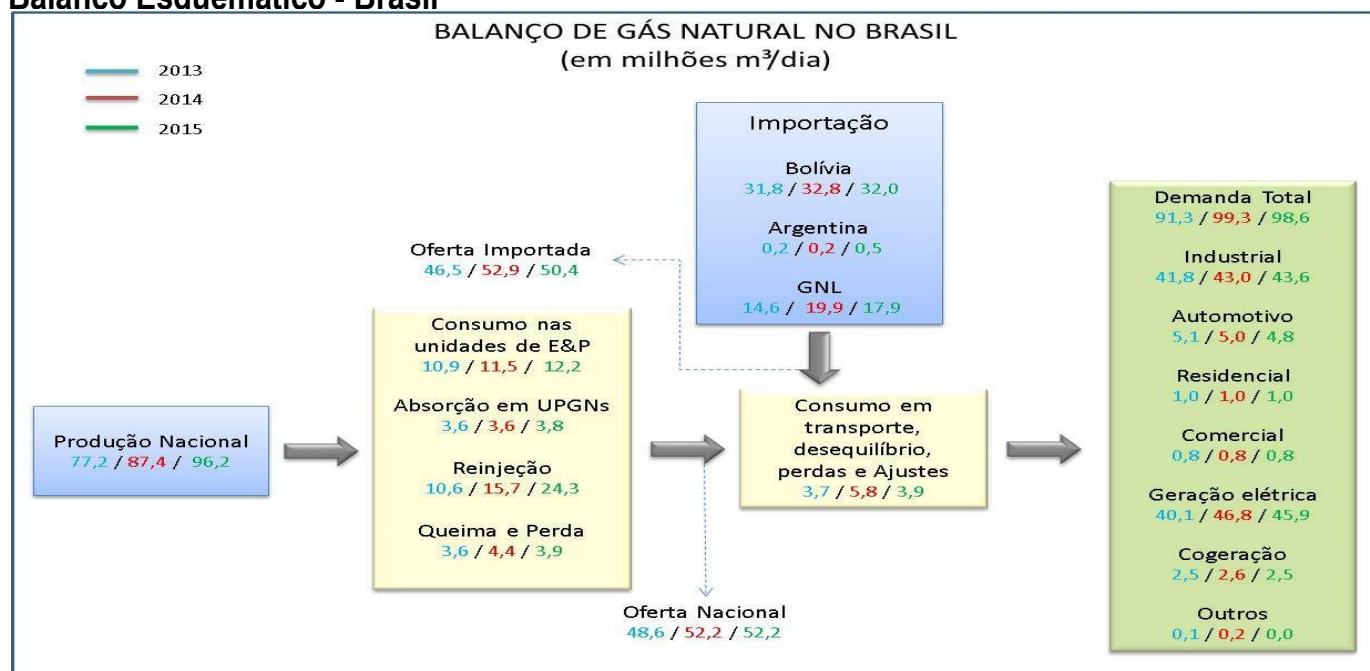 Balanço Esquemático - Brasil
BALANÇO DE GÁS NATURAL NO BRASIL
(em milhões m³/dia)
2013
2014
2015
Importação
Bolívia
31,8 / 32,8 / 32,0
Argentina
0,2 / 0,2 / 0,5
GNL
14,6 / 19,9 / 17,9
Oferta Importada
46,5 / 52,9 / 50,4
Produção Nacional
77,2 / 87,4 / 96,2
Consumo nas
unidades de E&P
10,9 / 11,5 / 12,2
Absorção em UPGNs
3,6 / 3,6 / 3,8
Reinjeção
10,6 / 15,7 / 24,3
Queima e Perda
3,6 / 4,4 / 3,9
Oferta Nacional
48,6 / 52,2 / 52,2
Consumo em
transporte,
desequilíbrio,
perdas e Ajustes
3,7 / 5,8 / 3,9
Demanda Total
91,3 / 99,3 / 98,6
Industrial
41,8 / 43,0 / 43,6
Automotivo
5,1 / 5,0 / 4,8
Residencial
1,0 / 1,0 / 1,0
Comercial
0,8 / 0,8 / 0,8
Geração elétrica
40,1 / 46,8 / 45,9
Cogeração
2,5 / 2,6 / 2,5
Outros
0,1 / 0,2 / 0,0